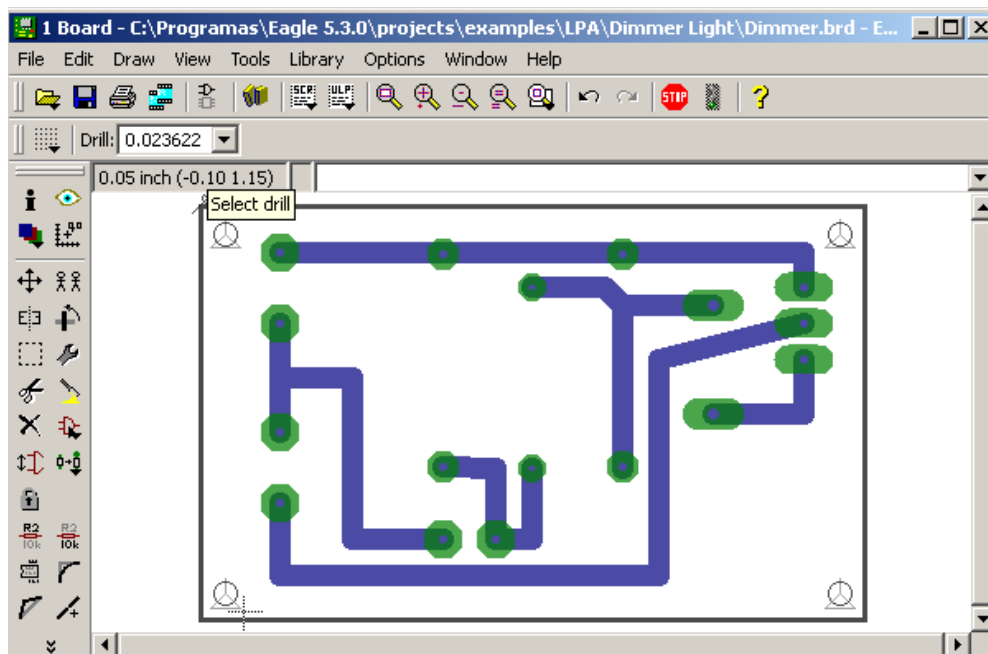 1 Board - C:\Programas\Eagle 5.3.0\projects\examples\LPA\Dimmer Light\Dimmer.brd - E...
File Edit Draw View Tools Library Options Window Help
SCR ULP STOP ?
Drill: 0.023622
0.05 inch (-0.10 1.15)
Select drill
R2 R2
10k 10k